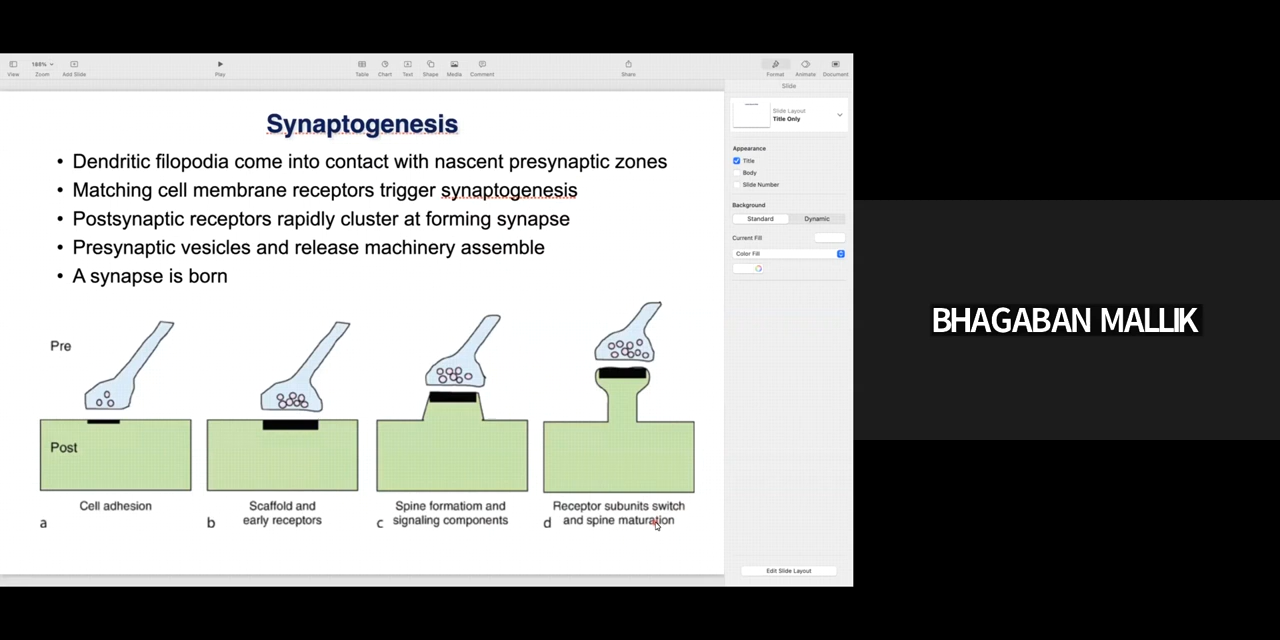 View
188%
Zoom
Add Slide
Play
Table
Chart
Text
Shape
Media
Comment
Share
Format
Animate
Document
Slide
Slide Layout
Title Only
Appearance
Title
Body
Slide Number
Background
Standard
Dynamic
Current Fill
Color Fill
Edit Slide Layout
Synaptogenesis
• Dendritic filopodia come into contact with nascent presynaptic zones
• Matching cell membrane receptors trigger synaptogenesis
• Postsynaptic receptors rapidly cluster at forming synapse
• Presynaptic vesicles and release machinery assemble
• A synapse is born
Pre
Post
a
Cell adhesion
b
Scaffold and
early receptors
c
Spine formatiom and
signaling components
d
Receptor subunits switch
and spine maturation
BHAGABAN MALLIK